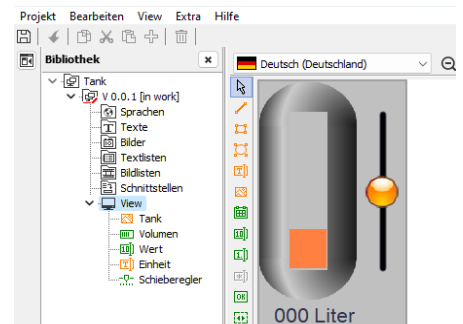 Projekt Bearbeiten View Extra Hilfe
Bibliothek
Tank
V 0.0.1 [in work]
Sprachen
Texte
Bilder
Textlisten
Bildlisten
Schnittstellen
View
Tank
Volumen
Wert
Einheit
Schieberegler
Deutsch (Deutschland)
OK
000 Liter